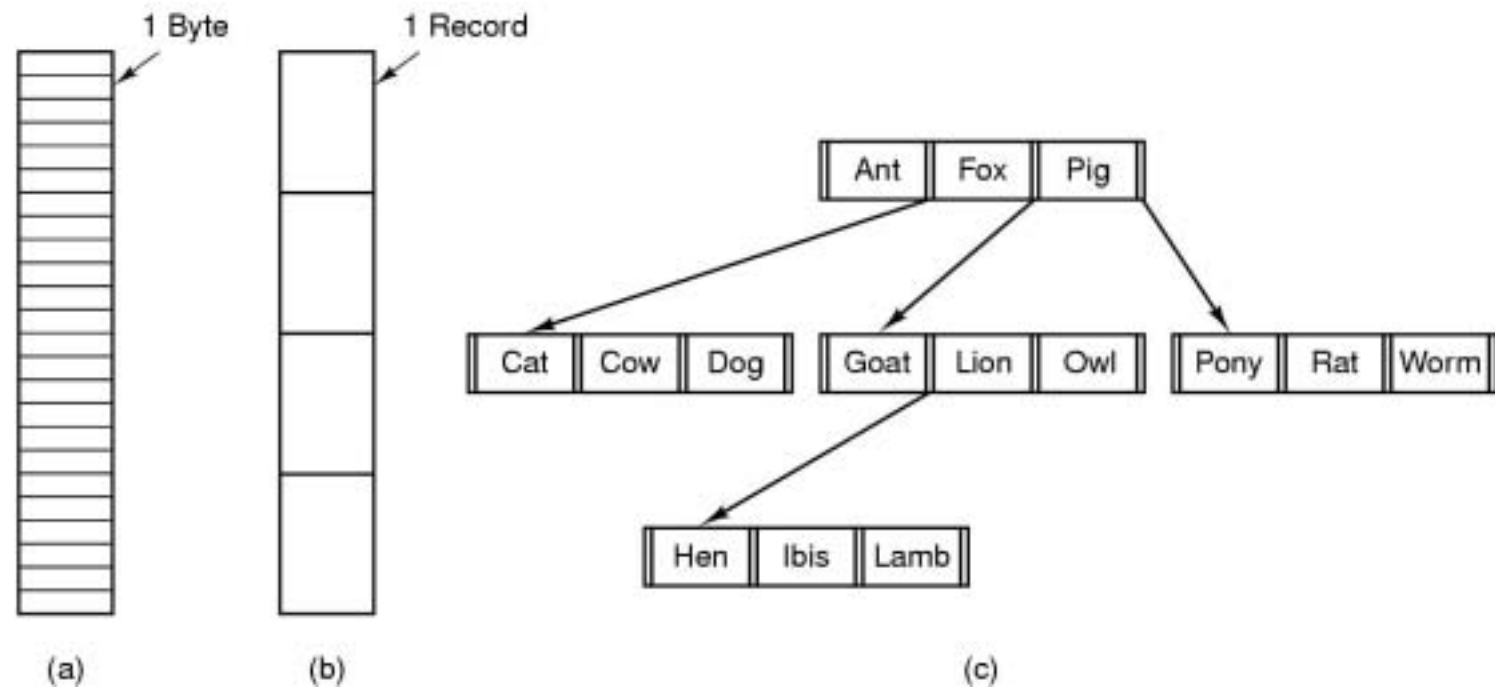 1 Byte
1 Record
Ant Fox Pig
Cat Cow Dog
Goat Lion Owl
Pony Rat Worm
Hen Ibis Lamb
(a)
(b)
(c)